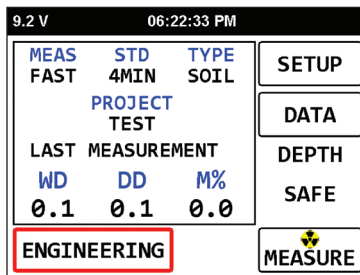 9.2 V 06:22:33 PM
MEAS STD TYPE
FAST 4MIN SOIL
PROJECT
TEST
LAST MEASUREMENT
WD DD M%
0.1 0.1 0.0
ENGINEERING
SETUP
DATA
DEPTH
SAFE
MEASURE